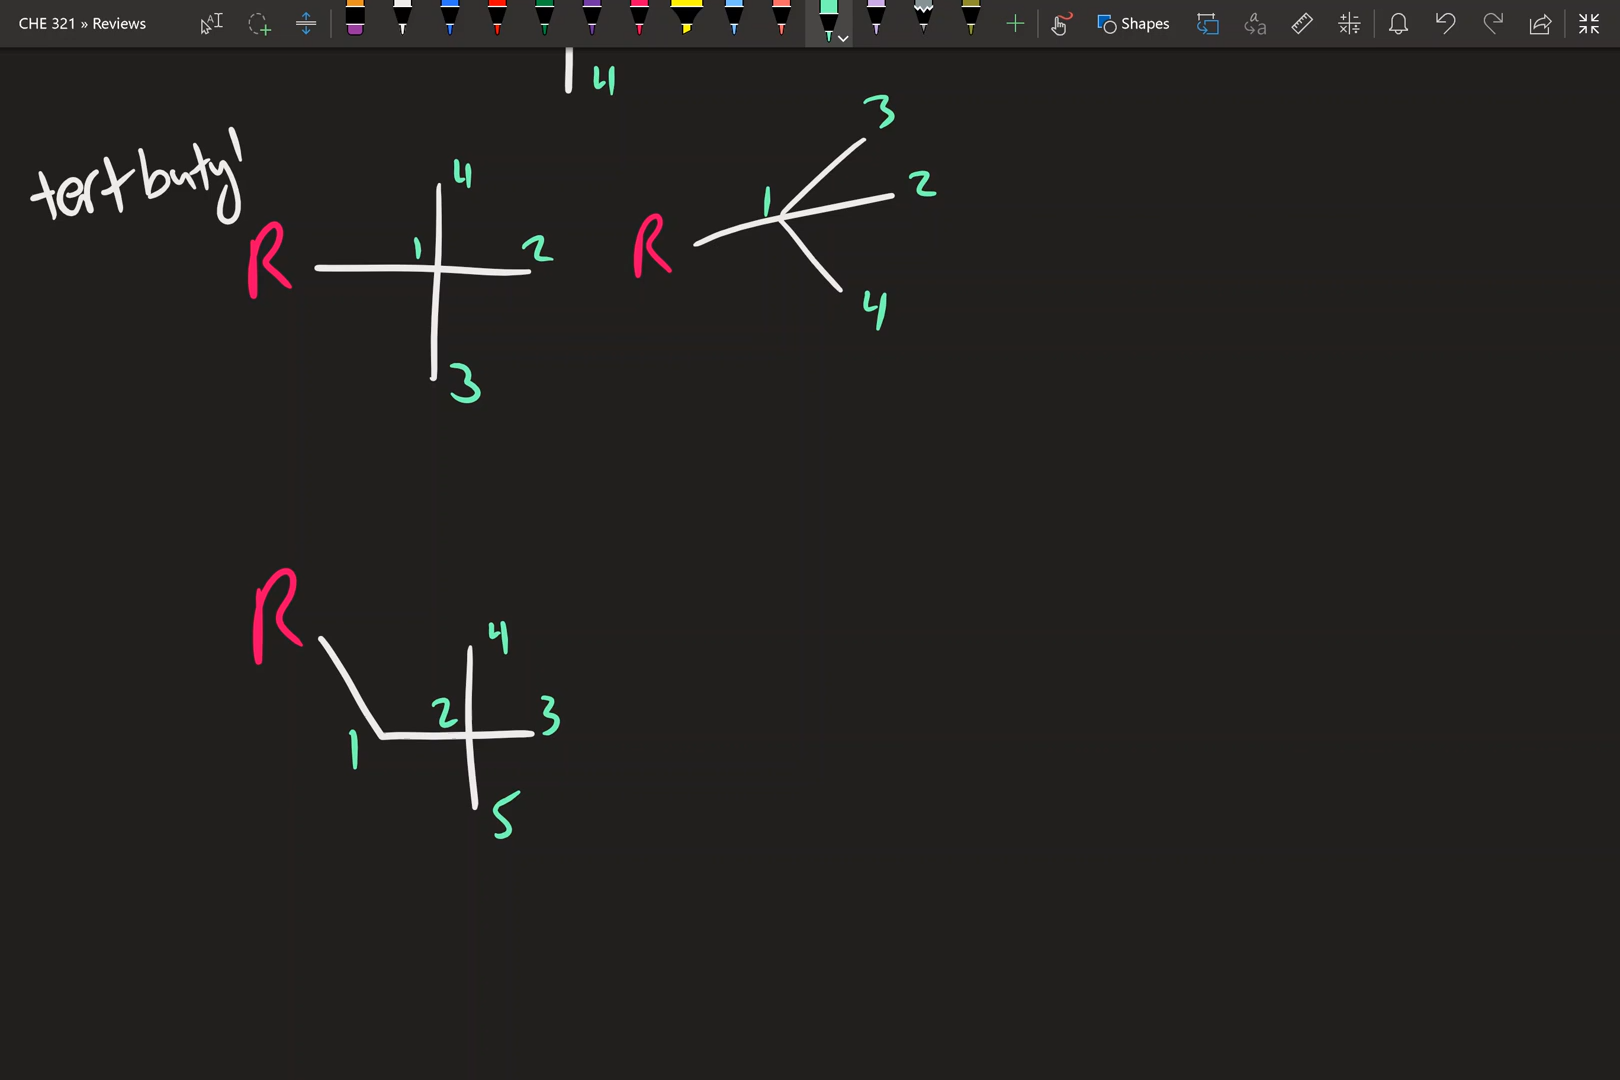 CHE 321 » Reviews
Shapes
4
tert butyl
R 1 2 3 4
R 1 2 3 4
R 1 2 3 4 5